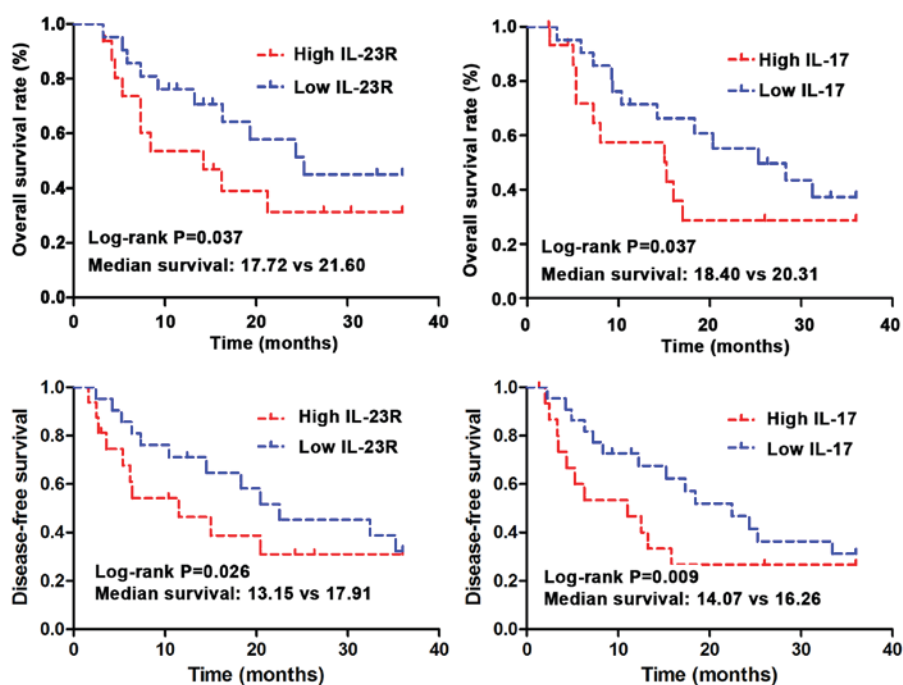 Overall survival rate (%)
1.0
0.8
0.6
0.4
0.2
0.0
High IL-23R
Low IL-23R
Log-rank P=0.037
Median survival: 17.72 vs 21.60
0
10
20
30
40
Time (months)
Overall survival rate (%)
1.0
0.8
0.6
0.4
0.2
0.0
High IL-17
Low IL-17
Log-rank P=0.037
Median survival: 18.40 vs 20.31
0
10
20
30
40
Time (months)
Disease-free survival
1.0
0.8
0.6
0.4
0.2
0.0
High IL-23R
Low IL-23R
Log-rank P=0.026
Median survival: 13.15 vs 17.91
0
10
20
30
40
Time (months)
Disease-free survival
1.0
0.8
0.6
0.4
0.2
0.0
High IL-17
Low IL-17
Log-rank P=0.009
Median survival: 14.07 vs 16.26
0
10
20
30
40
Time (months)